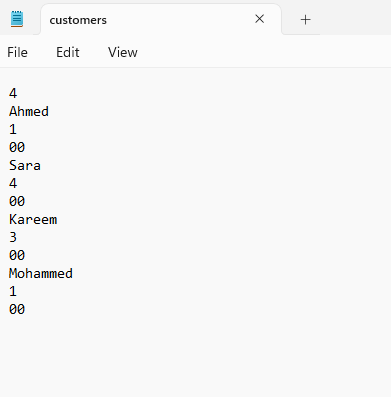 customers
File Edit View
4
Ahmed
1
00
Sara
4
00
Kareem
3
00
Mohammed
1
00